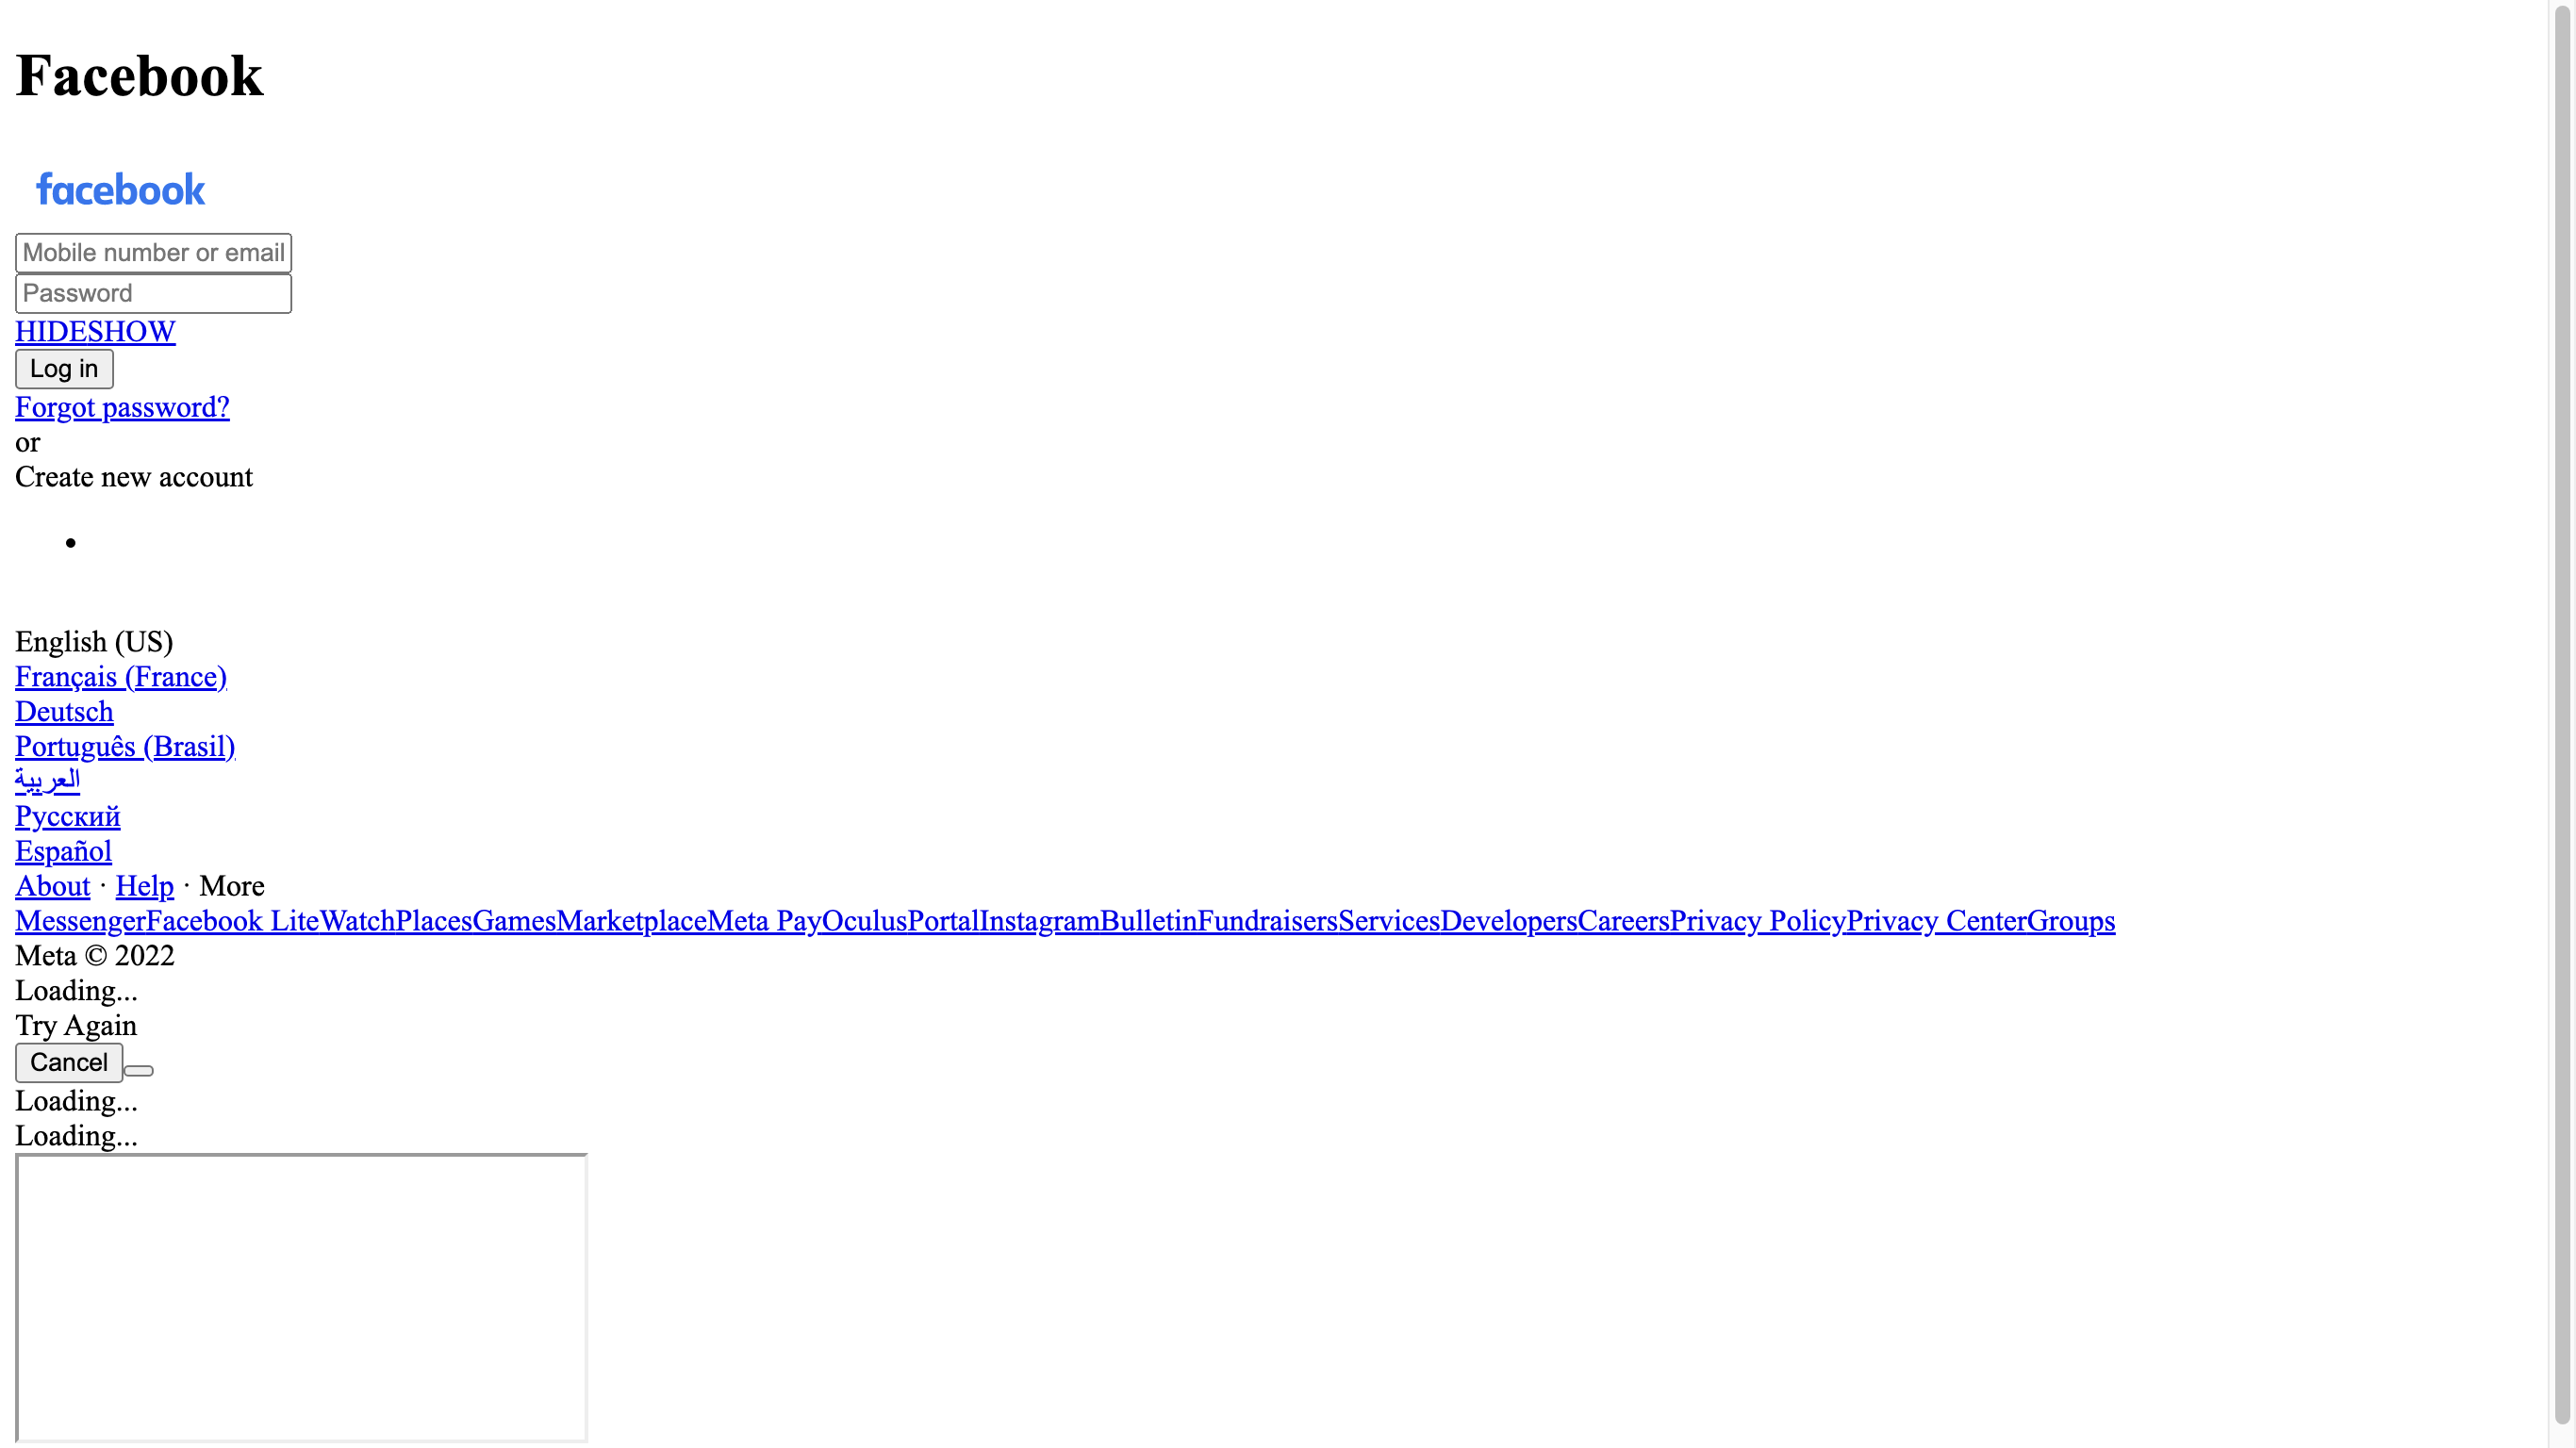 Facebook
facebook
Mobile number or email
Password
HIDESHOW
Log in
Forgot password?
or
Create new account
English (US)
Français (France)
Deutsch
Português (Brasil)
العربية
Русский
Español
About · Help · More
MessengerFacebook LiteWatchPlacesGamesMarketplaceMeta PayOculusPortalInstagramBulletinFundraisersServicesDevelopersCareersPrivacy PolicyPrivacy CenterGroups
Meta © 2022
Loading...
Try Again
Cancel
Loading...
Loading...